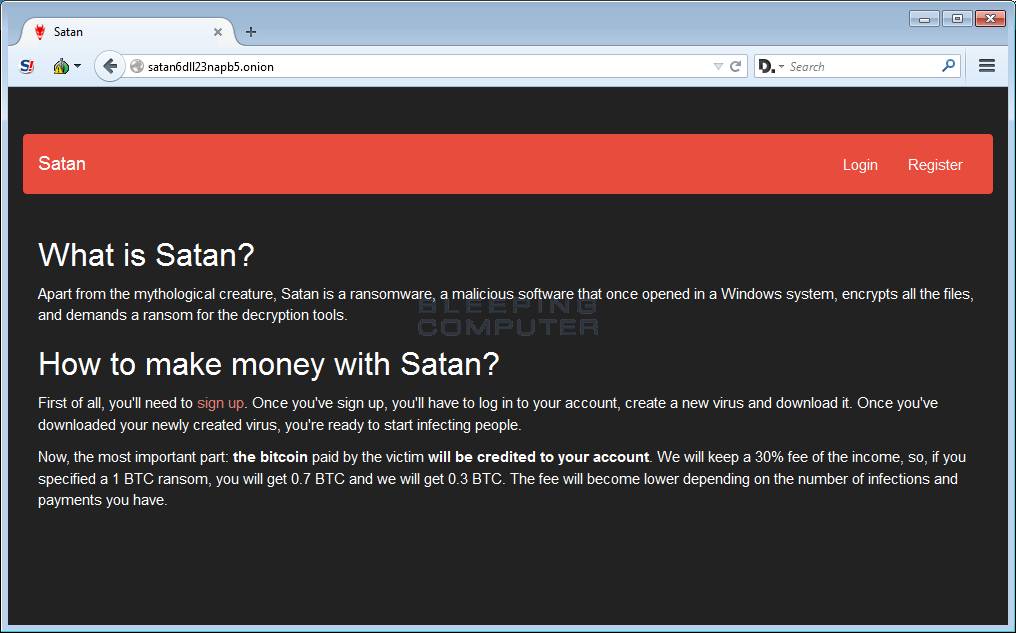 Satan
satan6dll23napb5.onion
Search
Satan
Login
Register
What is Satan?
Apart from the mythological creature, Satan is a ransomware, a malicious software that once opened in a Windows system, encrypts all the files,
and demands a ransom for the decryption tools.
BLEEPING
COMPUTER
How to make money with Satan?
First of all, you'll need to sign up. Once you've sign up, you'll have to log in to your account, create a new virus and download it. Once you've
downloaded your newly created virus, you're ready to start infecting people.
Now, the most important part: the bitcoin paid by the victim will be credited to your account. We will keep a 30% fee of the income, so, if you
specified a 1 BTC ransom, you will get 0.7 BTC and we will get 0.3 BTC. The fee will become lower depending on the number of infections and
payments you have.